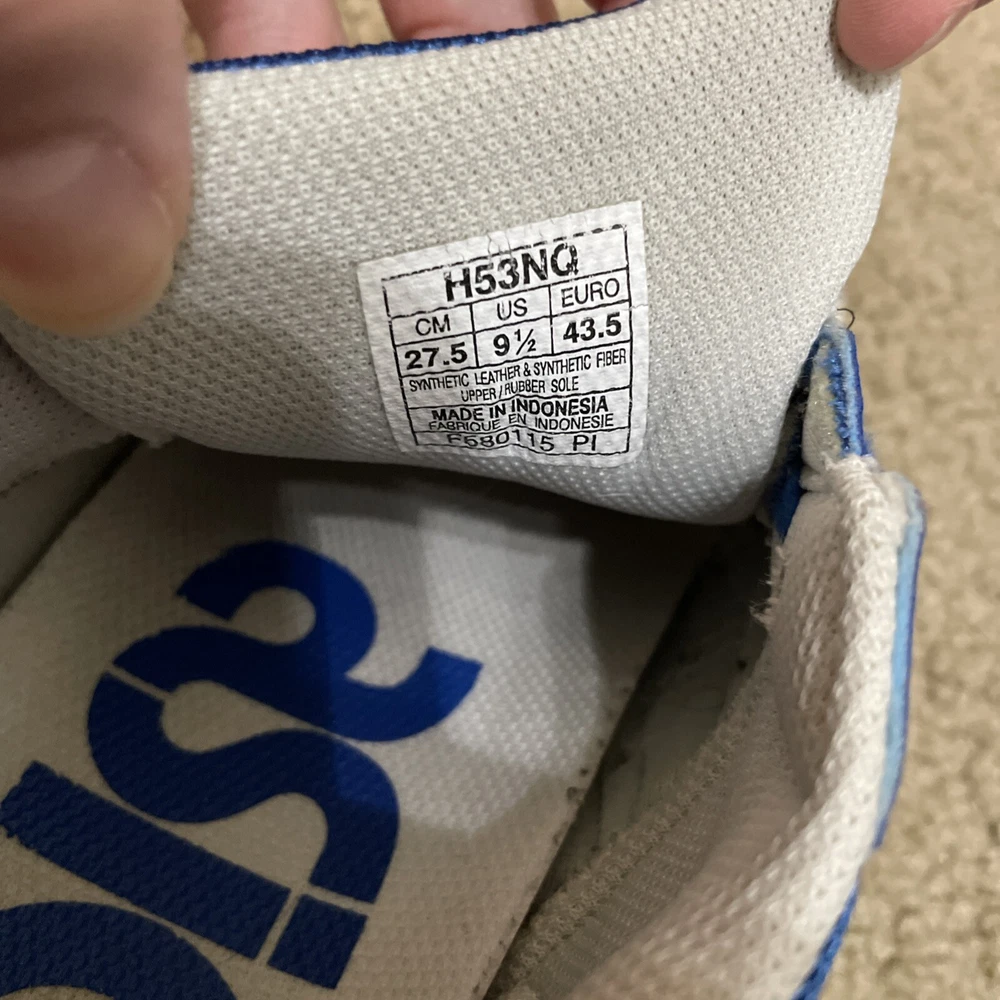 H53NQ
CM US EURO
27.5 9½ 43.5
SYNTHETIC LEATHER & SYNTHETIC FIBER
UPPER / RUBBER SOLE
MADE IN INDONESIA
FABRIQUE EN INDONESIE
F580115 PI